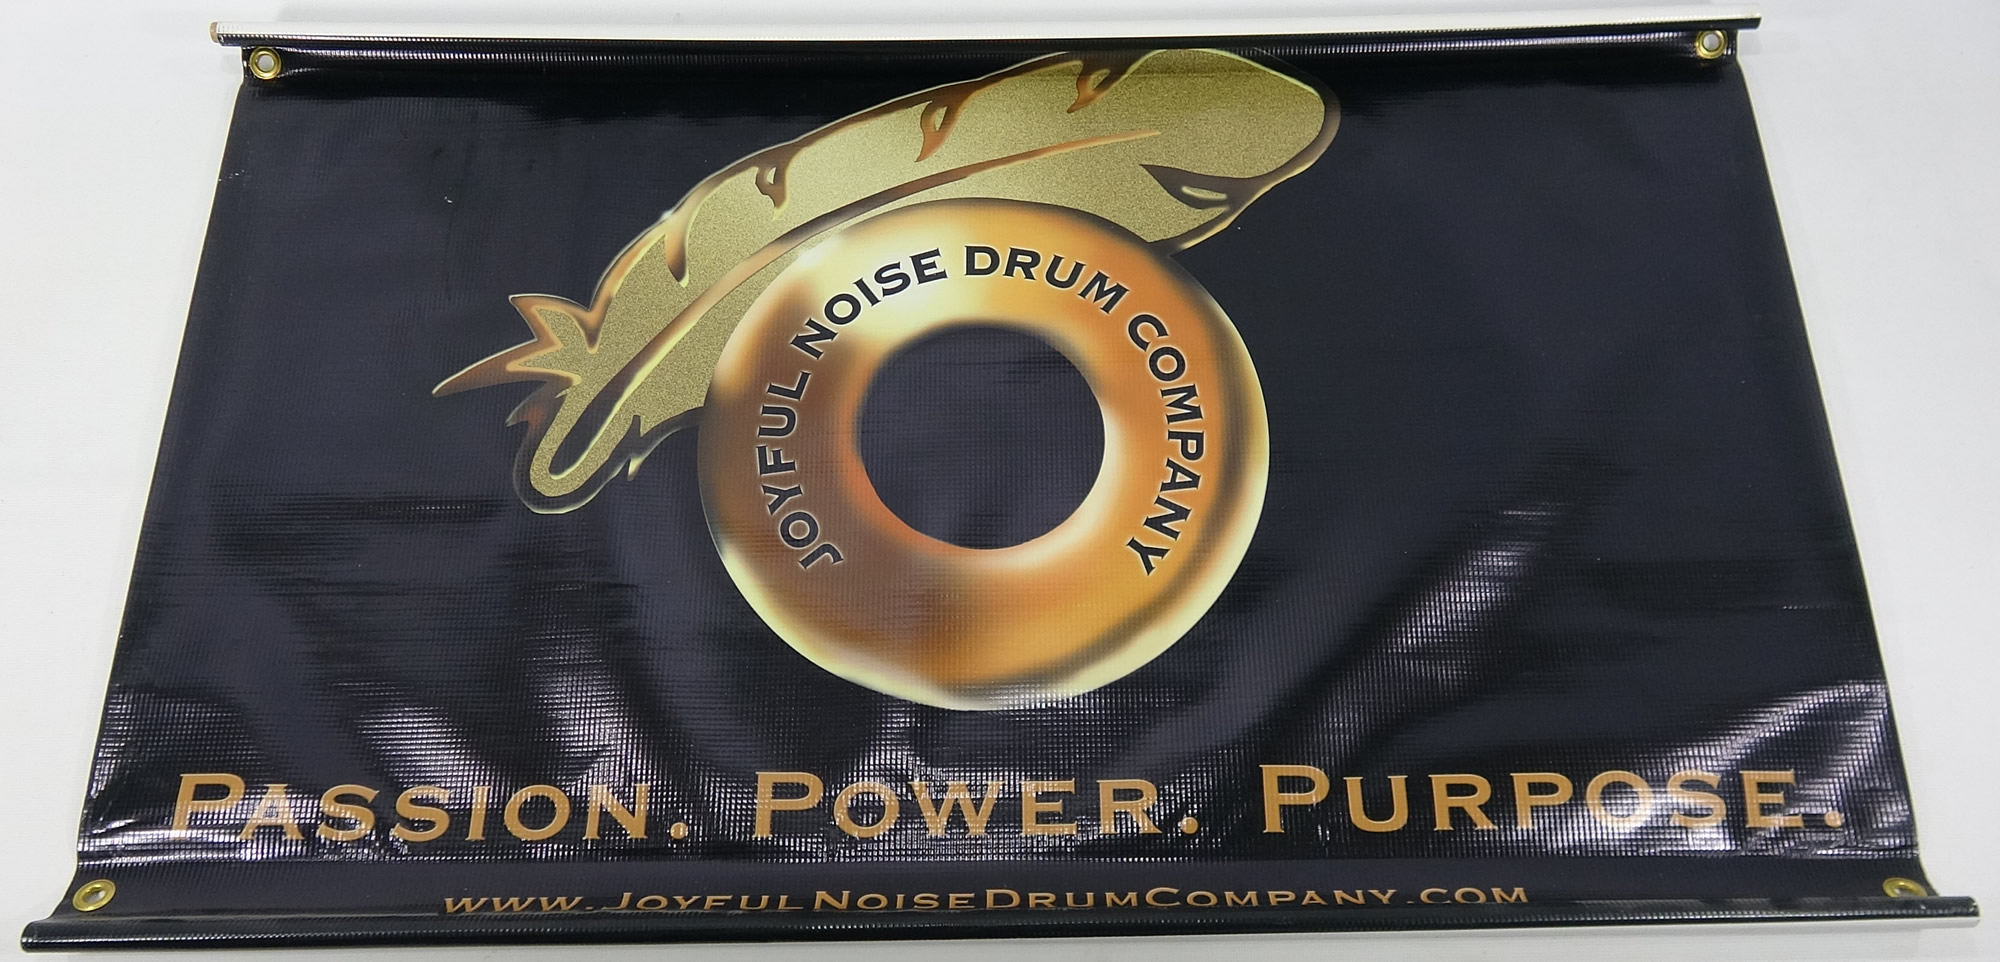 JOYFUL NOISE DRUM COMPANY
PASSION. POWER. PURPOSE.
WWW.JOYFULNOISEDRUMCOMPANY.COM